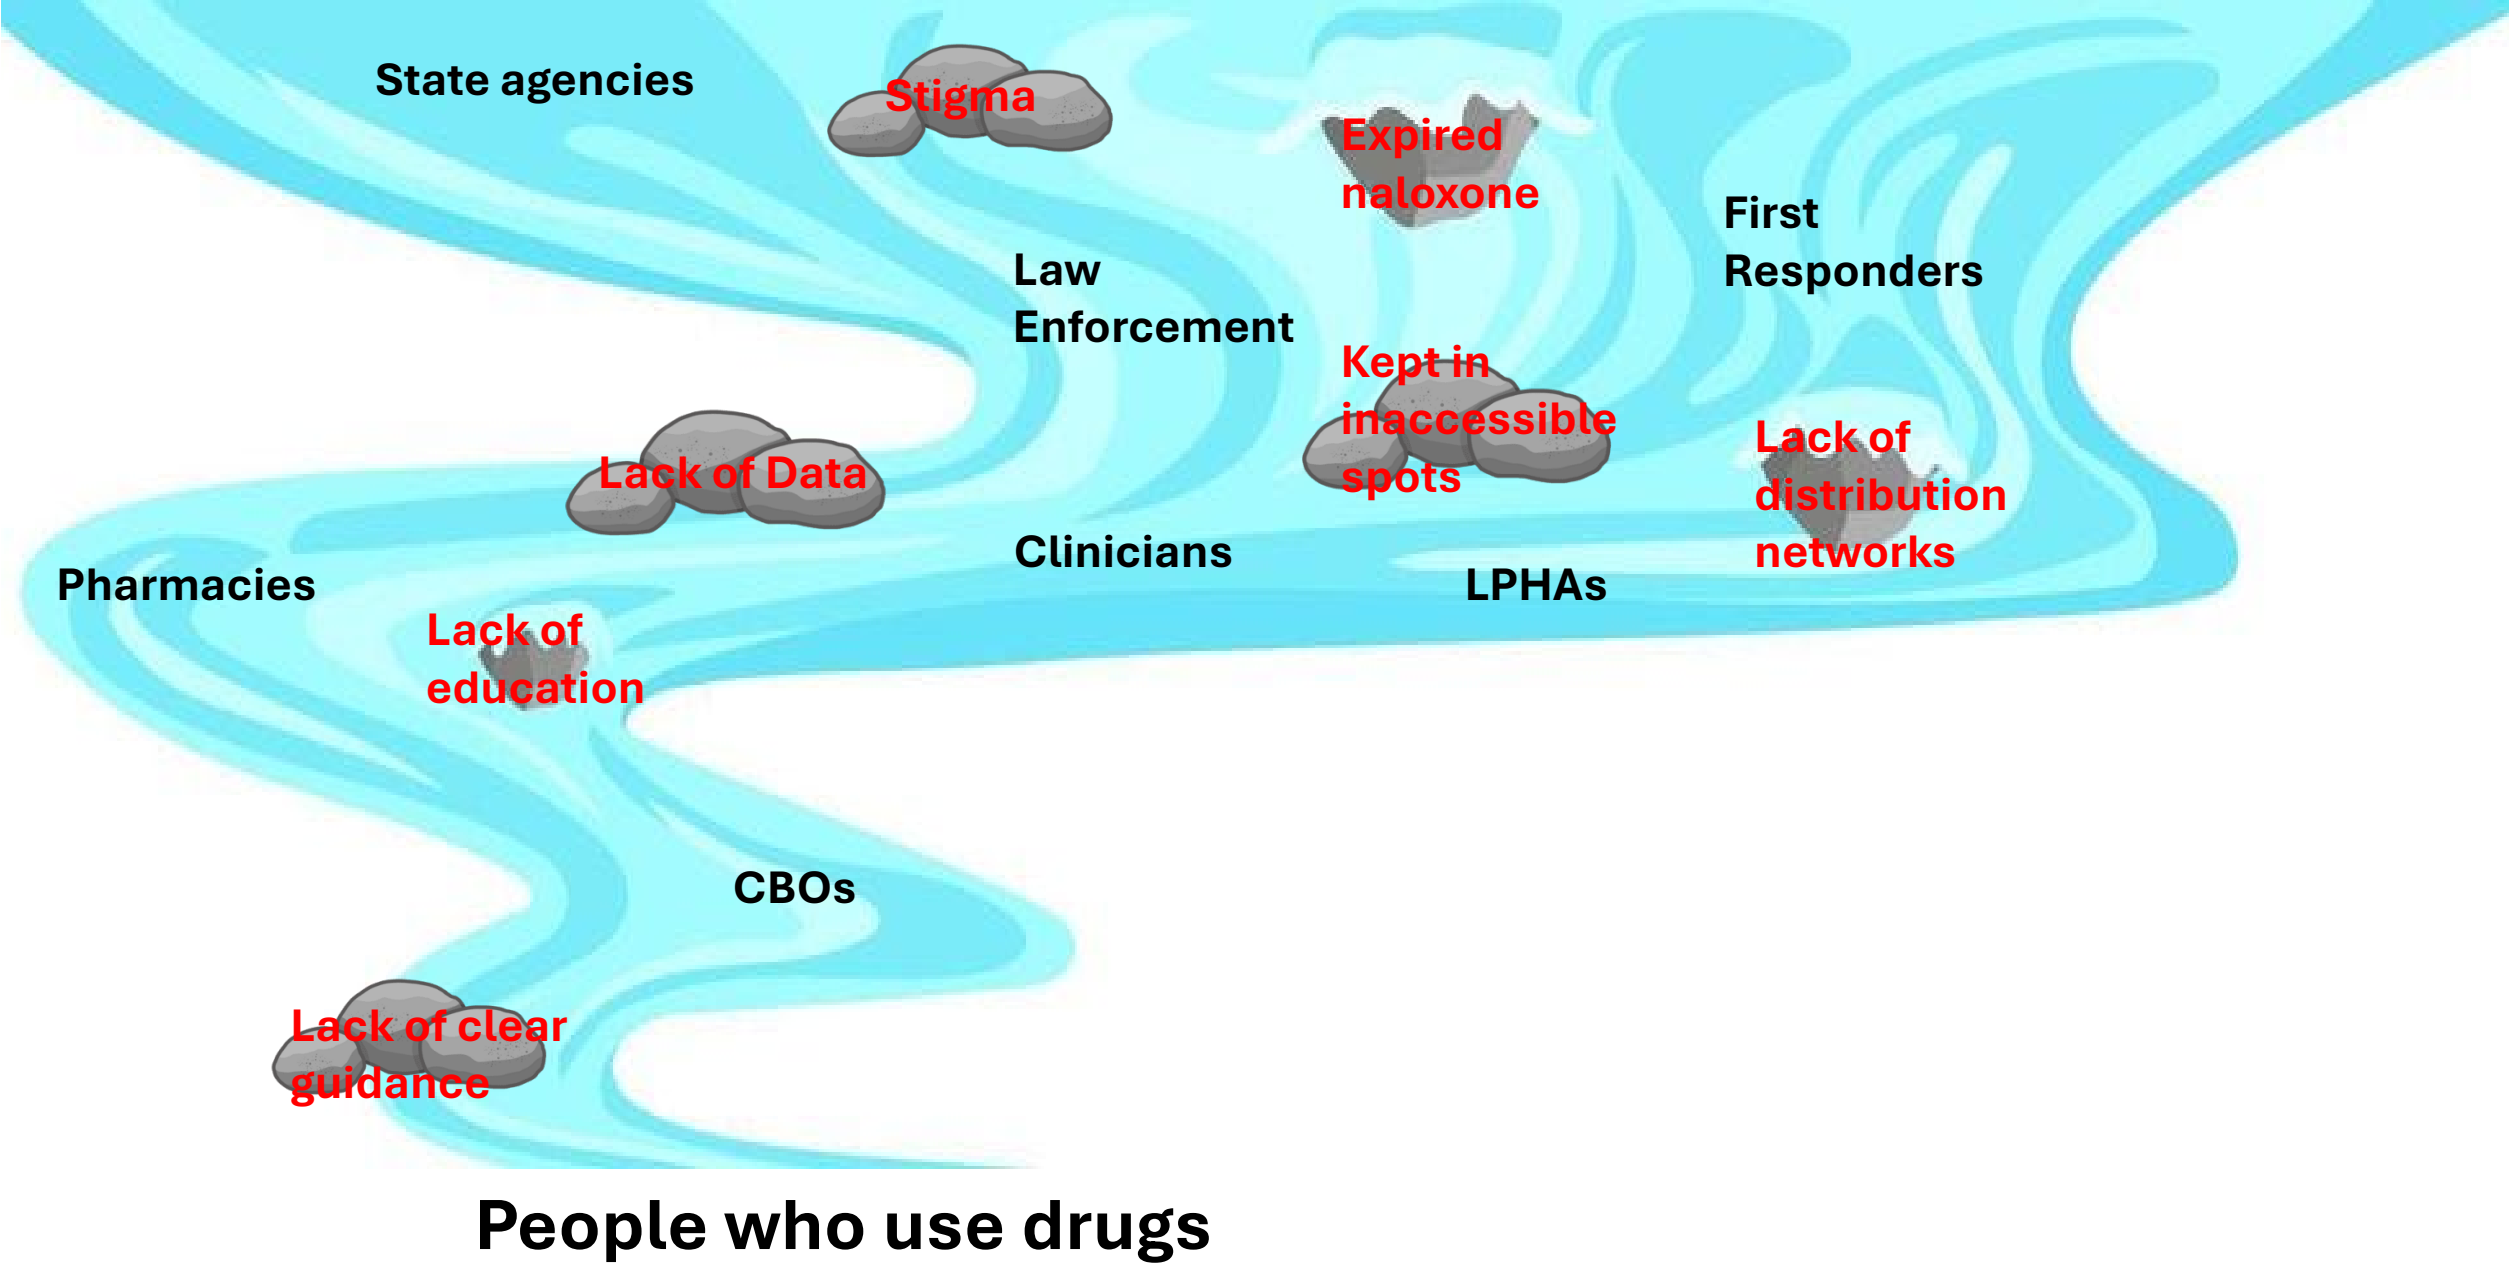 State agencies
Stigma
Expired
naloxone
First
Responders
Law
Enforcement
Kept in
inaccessible
spots
Lack of
distribution
networks
Lack of Data
Clinicians
LPHAs
Pharmacies
Lack of
education
CBOs
Lack of clear
guidance
People who use drugs